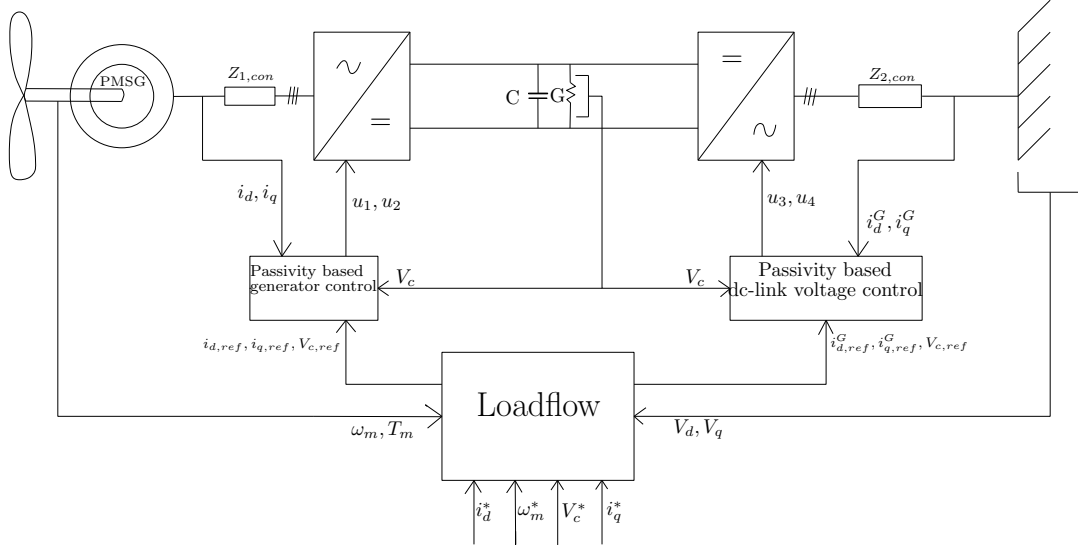 PMSG
Z_{1,con}
C
G
Z_{2,con}
i_d, i_q
u_1, u_2
u_3, u_4
i_d^G, i_q^G
Passivity based
generator control
V_c
V_c
Passivity based
dc-link voltage control
i_{d,ref}, i_{q,ref}, V_{c,ref}
i_{d,ref}^G, i_{q,ref}^G, V_{c,ref}
Loadflow
ω_m, T_m
V_d, V_q
i_d^*
ω_m^*
V_c^*
i_q^*